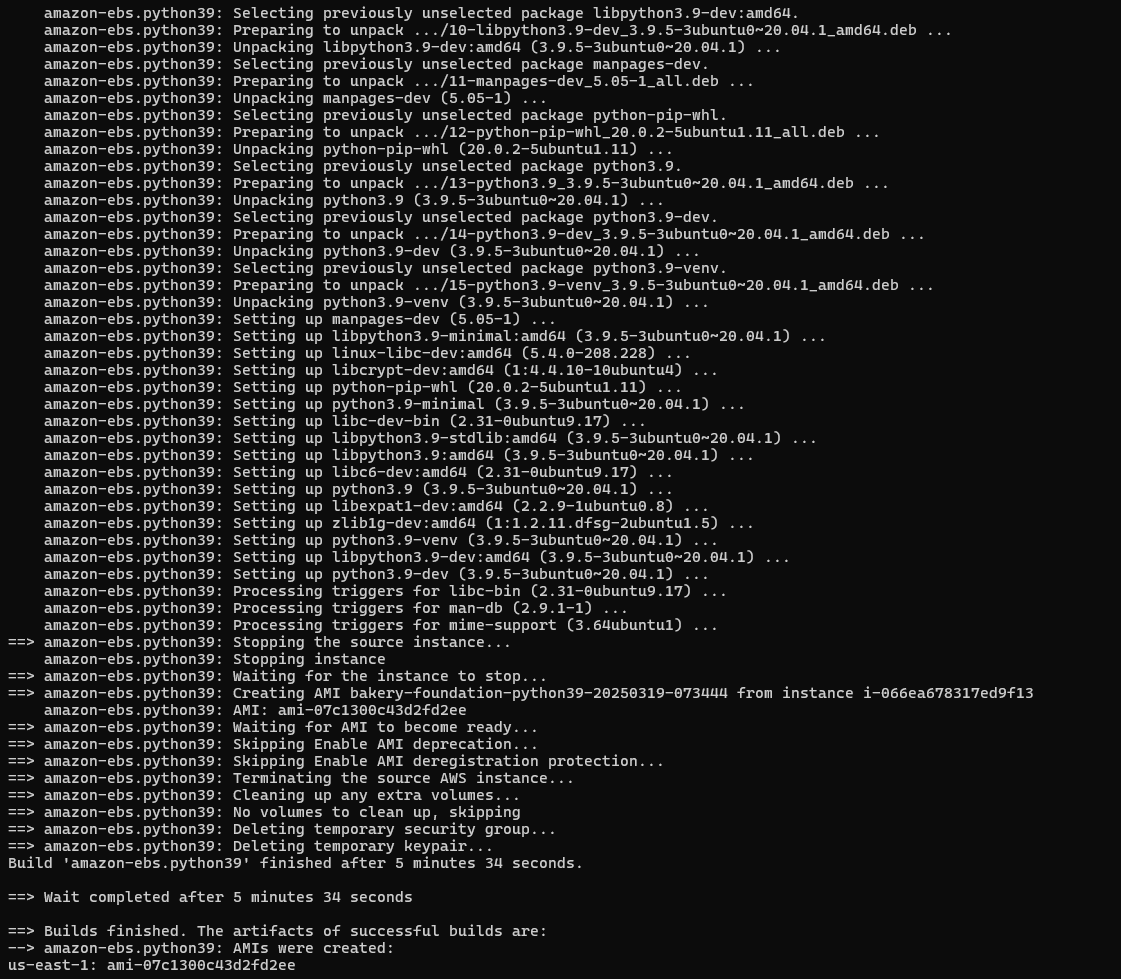 amazon-ebs.python39: Selecting previously unselected package libpython3.9-dev:amd64.
amazon-ebs.python39: Preparing to unpack .../10-libpython3.9-dev_3.9.5-3ubuntu0~20.04.1_amd64.deb ...
amazon-ebs.python39: Unpacking libpython3.9-dev:amd64 (3.9.5-3ubuntu0~20.04.1) ...
amazon-ebs.python39: Selecting previously unselected package manpages-dev.
amazon-ebs.python39: Preparing to unpack .../11-manpages-dev_5.05-1_all.deb ...
amazon-ebs.python39: Unpacking manpages-dev (5.05-1) ...
amazon-ebs.python39: Selecting previously unselected package python-pip-whl.
amazon-ebs.python39: Preparing to unpack .../12-python-pip-whl_20.0.2-5ubuntu1.11_all.deb ...
amazon-ebs.python39: Unpacking python-pip-whl (20.0.2-5ubuntu1.11) ...
amazon-ebs.python39: Selecting previously unselected package python3.9.
amazon-ebs.python39: Preparing to unpack .../13-python3.9_3.9.5-3ubuntu0~20.04.1_amd64.deb ...
amazon-ebs.python39: Unpacking python3.9 (3.9.5-3ubuntu0~20.04.1) ...
amazon-ebs.python39: Selecting previously unselected package python3.9-dev.
amazon-ebs.python39: Preparing to unpack .../14-python3.9-dev_3.9.5-3ubuntu0~20.04.1_amd64.deb ...
amazon-ebs.python39: Unpacking python3.9-dev (3.9.5-3ubuntu0~20.04.1) ...
amazon-ebs.python39: Selecting previously unselected package python3.9-venv.
amazon-ebs.python39: Preparing to unpack .../15-python3.9-venv_3.9.5-3ubuntu0~20.04.1_amd64.deb ...
amazon-ebs.python39: Unpacking python3.9-venv (3.9.5-3ubuntu0~20.04.1) ...
amazon-ebs.python39: Setting up manpages-dev (5.05-1) ...
amazon-ebs.python39: Setting up libpython3.9-minimal:amd64 (3.9.5-3ubuntu0~20.04.1) ...
amazon-ebs.python39: Setting up linux-libc-dev:amd64 (5.4.0-208.228) ...
amazon-ebs.python39: Setting up libcrypt-dev:amd64 (1:4.4.10-10ubuntu4) ...
amazon-ebs.python39: Setting up python-pip-whl (20.0.2-5ubuntu1.11) ...
amazon-ebs.python39: Setting up python3.9-minimal (3.9.5-3ubuntu0~20.04.1) ...
amazon-ebs.python39: Setting up libc-dev-bin (2.31-0ubuntu9.17) ...
amazon-ebs.python39: Setting up libpython3.9-stdlib:amd64 (3.9.5-3ubuntu0~20.04.1) ...
amazon-ebs.python39: Setting up libpython3.9:amd64 (3.9.5-3ubuntu0~20.04.1) ...
amazon-ebs.python39: Setting up libc6-dev:amd64 (2.31-0ubuntu9.17) ...
amazon-ebs.python39: Setting up python3.9 (3.9.5-3ubuntu0~20.04.1) ...
amazon-ebs.python39: Setting up libexpat1-dev:amd64 (2.2.9-1ubuntu0.8) ...
amazon-ebs.python39: Setting up zlib1g-dev:amd64 (1:1.2.11.dfsg-2ubuntu1.5) ...
amazon-ebs.python39: Setting up python3.9-venv (3.9.5-3ubuntu0~20.04.1) ...
amazon-ebs.python39: Setting up libpython3.9-dev:amd64 (3.9.5-3ubuntu0~20.04.1) ...
amazon-ebs.python39: Setting up python3.9-dev (3.9.5-3ubuntu0~20.04.1) ...
amazon-ebs.python39: Processing triggers for libc-bin (2.31-0ubuntu9.17) ...
amazon-ebs.python39: Processing triggers for man-db (2.9.1-1) ...
amazon-ebs.python39: Processing triggers for mime-support (3.64ubuntu1) ...
==> amazon-ebs.python39: Stopping the source instance...
amazon-ebs.python39: Stopping instance
==> amazon-ebs.python39: Waiting for the instance to stop...
==> amazon-ebs.python39: Creating AMI bakery-foundation-python39-20250319-073444 from instance i-066ea678317ed9f13
amazon-ebs.python39: AMI: ami-07c1300c43d2fd2ee
==> amazon-ebs.python39: Waiting for AMI to become ready...
==> amazon-ebs.python39: Skipping Enable AMI deprecation...
==> amazon-ebs.python39: Skipping Enable AMI deregistration protection...
==> amazon-ebs.python39: Terminating the source AWS instance...
==> amazon-ebs.python39: Cleaning up any extra volumes...
==> amazon-ebs.python39: No volumes to clean up, skipping
==> amazon-ebs.python39: Deleting temporary security group...
==> amazon-ebs.python39: Deleting temporary keypair...
Build 'amazon-ebs.python39' finished after 5 minutes 34 seconds.
==> Wait completed after 5 minutes 34 seconds
==> Builds finished. The artifacts of successful builds are:
--> amazon-ebs.python39: AMIs were created:
us-east-1: ami-07c1300c43d2fd2ee